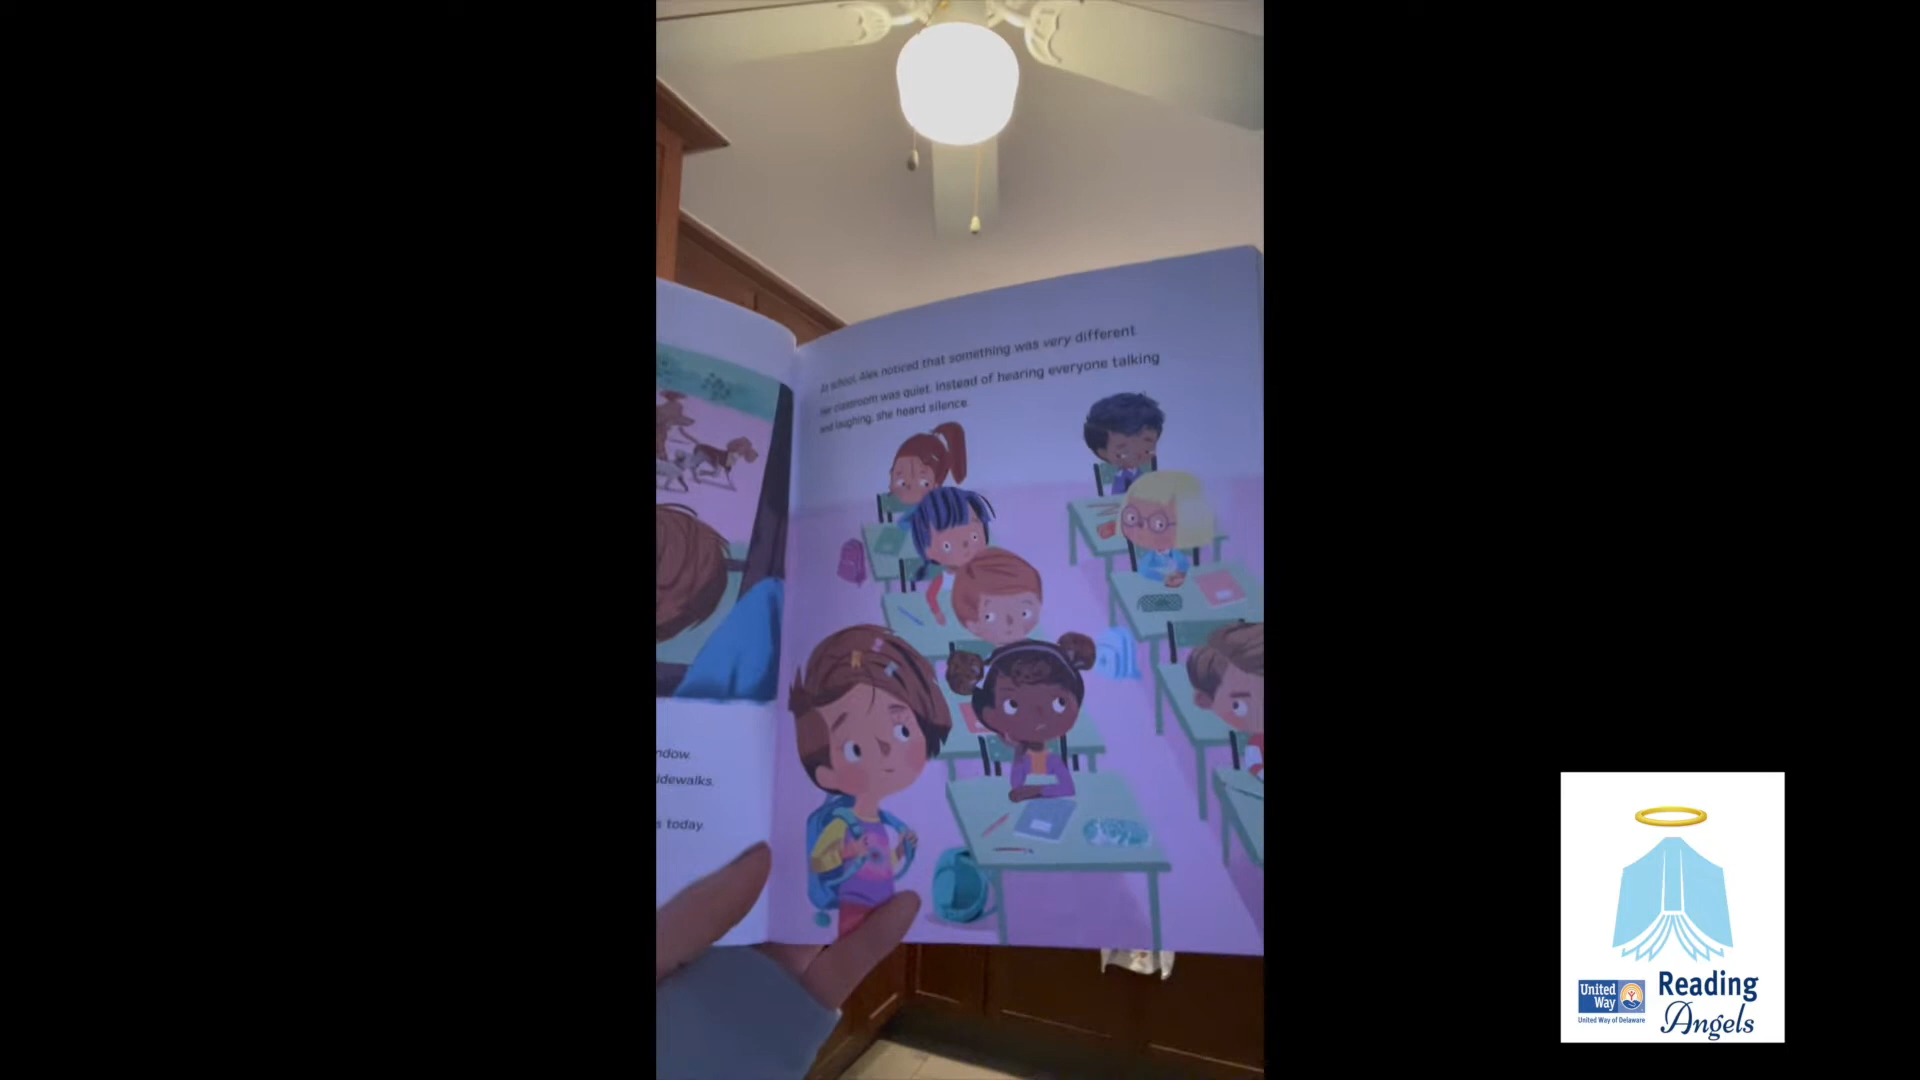 At school, Alex noticed that something was very different.
Her classroom was quiet. Instead of hearing everyone talking
and laughing, she heard silence.
ndow.
idewalks.
s today.
United
Way
United Way of Delaware
Reading
Angels